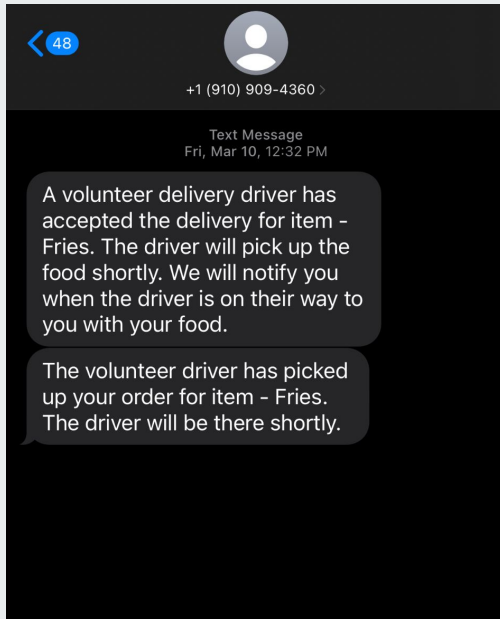 48
+1 (910) 909-4360 >
Text Message
Fri, Mar 10, 12:32 PM
A volunteer delivery driver has
accepted the delivery for item -
Fries. The driver will pick up the
food shortly. We will notify you
when the driver is on their way to
you with your food.
The volunteer driver has picked
up your order for item - Fries.
The driver will be there shortly.